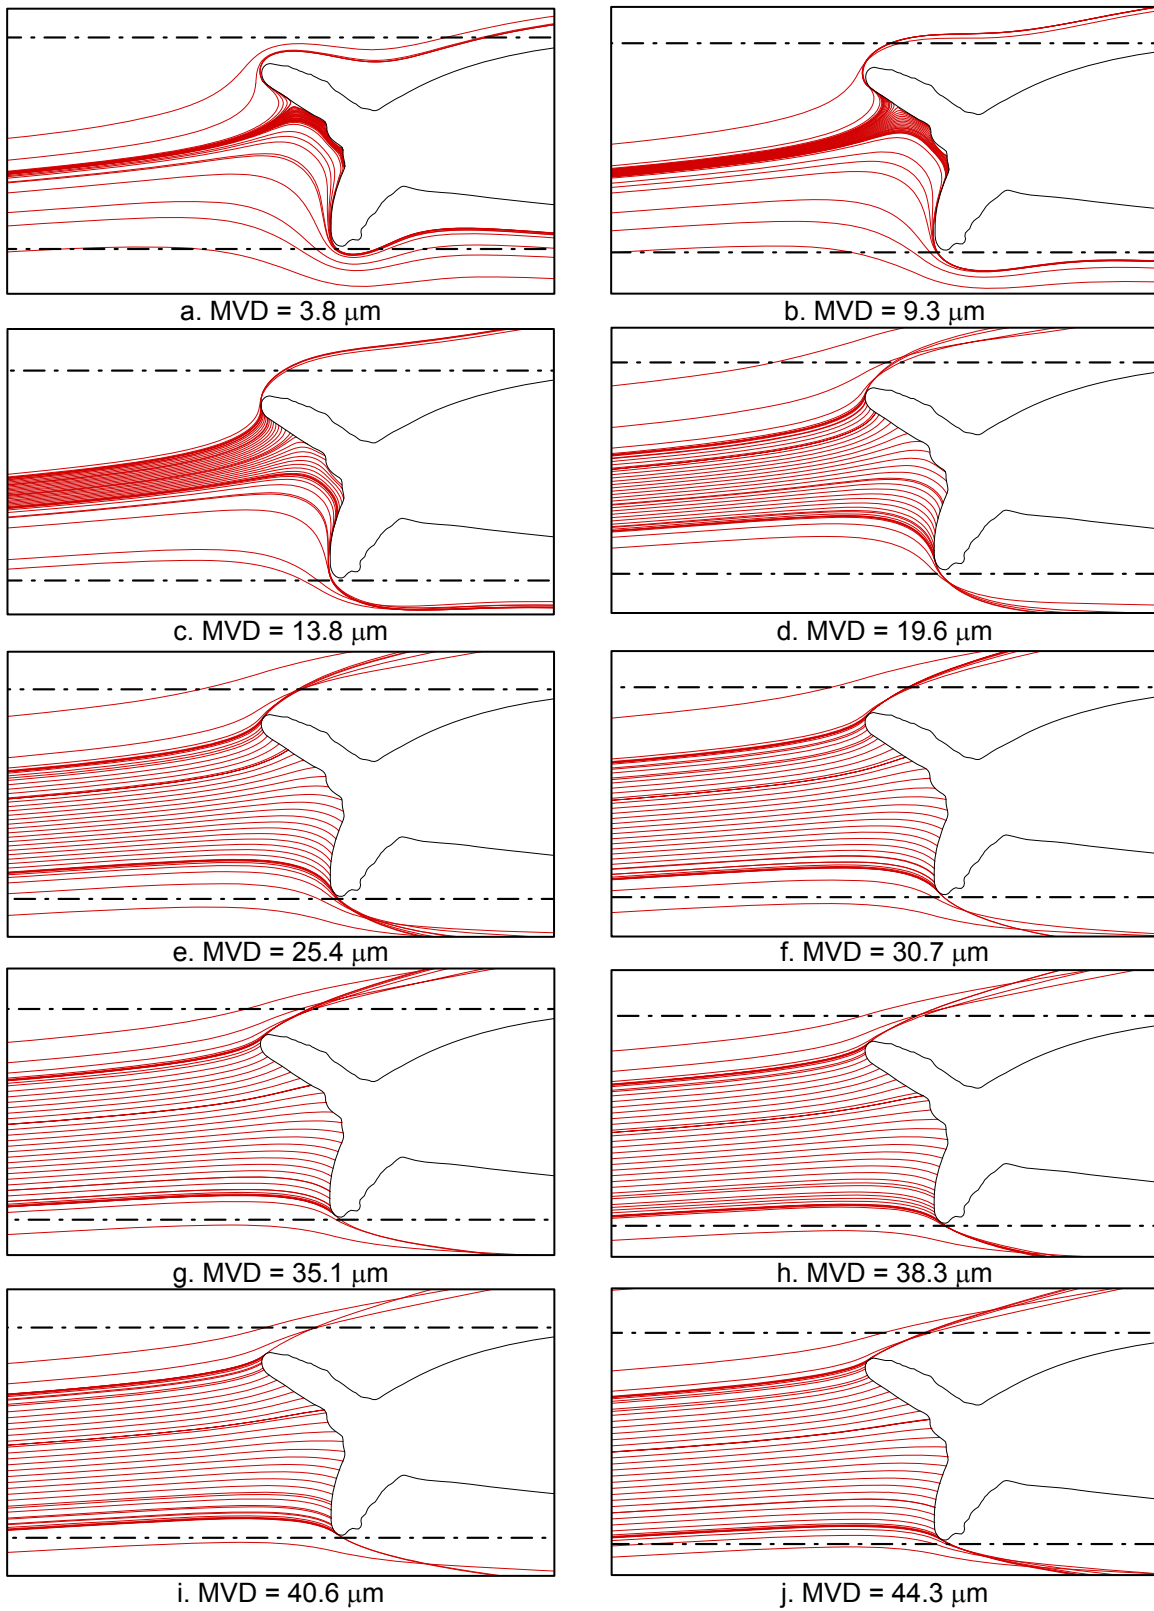 a. MVD = 3.8 μm
b. MVD = 9.3 μm
c. MVD = 13.8 μm
d. MVD = 19.6 μm
e. MVD = 25.4 μm
f. MVD = 30.7 μm
g. MVD = 35.1 μm
h. MVD = 38.3 μm
i. MVD = 40.6 μm
j. MVD = 44.3 μm